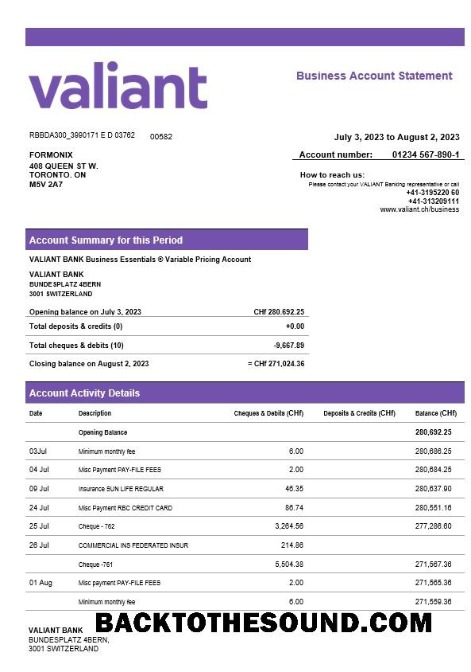 valiant
Business Account Statement
RBBDA300_3990171 E D 03762 00582
July 3, 2023 to August 2, 2023
FORMONIX
408 QUEEN ST W.
TORONTO. ON
M5V 2A7
Account number: 01234 567-890-1
How to reach us:
Please contact your VALIANT Banking representative or call
+41-3195220 60
+41-313209111
www.valiant.ch/business
Account Summary for this Period
VALIANT BANK Business Essentials ® Variable Pricing Account
VALIANT BANK
BUNDESPLATZ 4BERN
3001 SWITZERLAND
Opening balance on July 3, 2023 CHf 280.692.25
Total deposits & credits (0) +0.00
Total cheques & debits (10) -9,667.89
Closing balance on August 2, 2023 = CHf 271,024.36
Account Activity Details
Date Description Cheques & Debits (CHf) Deposits & Credits (CHf) Balance (CHf)
Opening Balance 280,692.25
03Jul Minimum monthly fee 6.00 280,686.25
04 Jul Misc Payment PAY-FILE FEES 2.00 280,684.25
09 Jul Insurance SUN LIFE REGULAR 46.35 280,637.90
24 Jul Misc Payment RBC CREDIT CARD 86.74 280,551.16
25 Jul Cheque - 762 3,264.56 277,286.60
26 Jul COMMERCIAL INS FEDERATED INSUR 214.86
Cheque -761 5,504.38 271,567.36
01 Aug Misc payment PAY-FILE FEES 2.00 271,565.36
Minimum monthly fee 6.00 271,559.36
VALIANT BANK
BUNDESPLATZ 4BERN,
3001 SWITZERLAND
BACKTOTHESOUND.COM